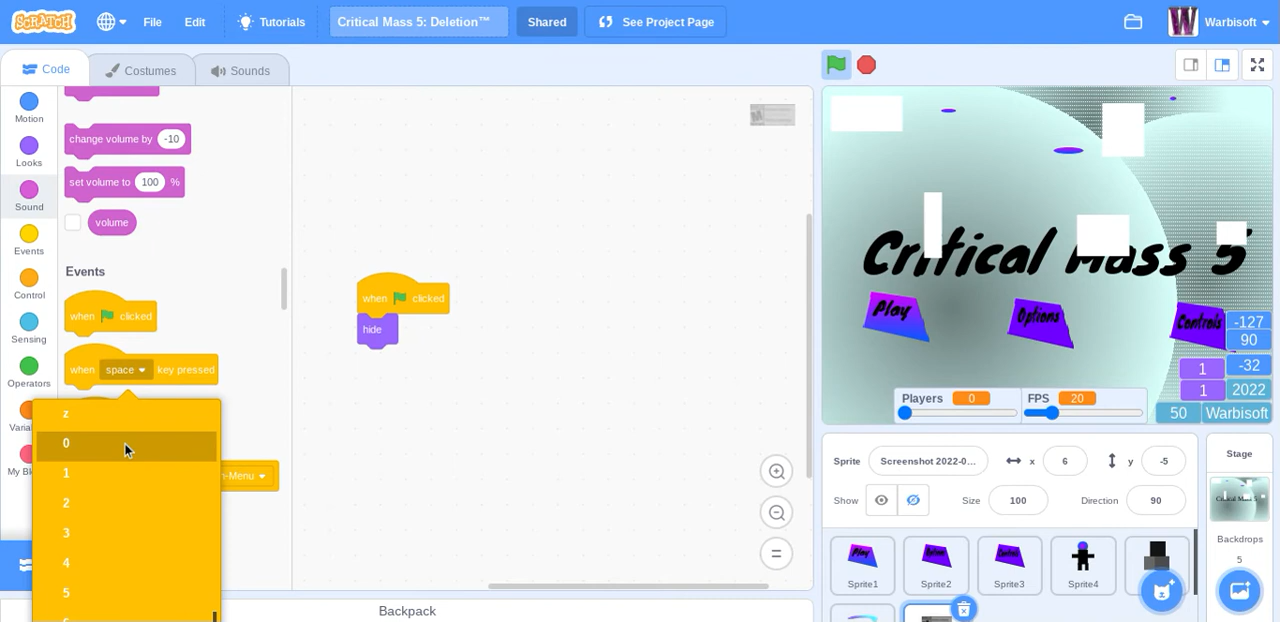 SCRATCH File Edit Tutorials Critical Mass 5: Deletion™ Shared See Project Page Warbisoft
Code Costumes Sounds
Motion
Looks
Sound
Events
Control
Sensing
Operators
change volume by -10
set volume to 100 %
volume
Events
when clicked
when space key pressed
z
0
1
2
3
4
5
when clicked
hide
Backpack
Critical Mass 5
Play
Options
Controls
-127
90
-32
1
1
2022
50
Warbisoft
Players 0
FPS 20
Sprite Screenshot 2022-0... x 6 y -5
Show Size 100 Direction 90
Sprite1 Sprite2 Sprite3 Sprite4
Stage
Backdrops
5